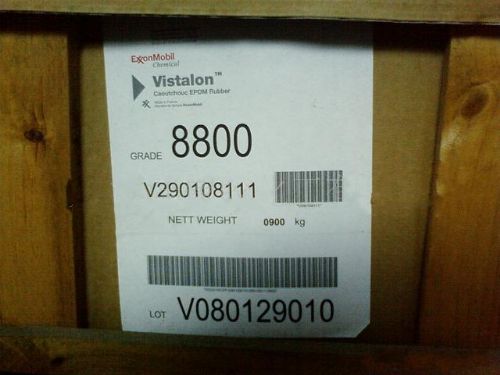 ExxonMobil
Chemical
Vistalon™
Caoutchouc EPDM Rubber
GRADE 8800
V290108111
NETT WEIGHT 0900 kg
LOT V080129010